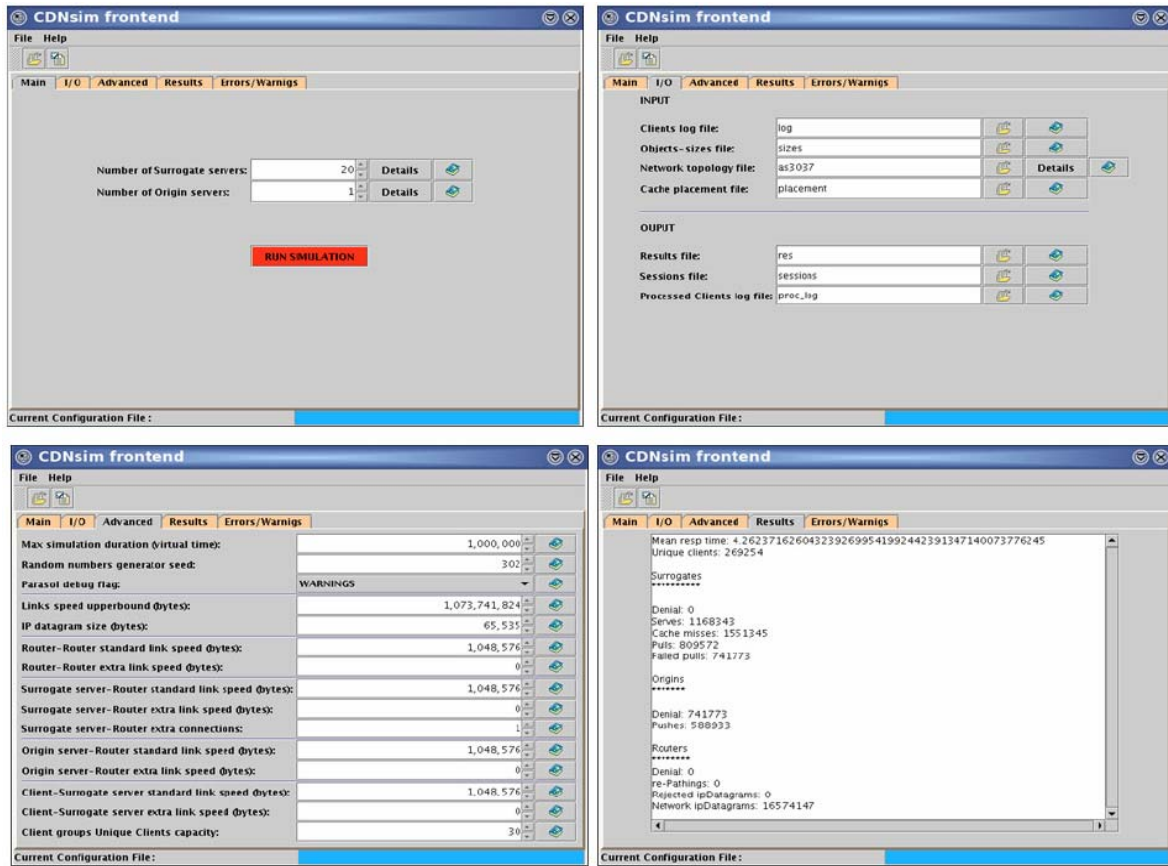 CDNsim frontend
File Help
Main I/O Advanced Results Errors/Warnigs
Number of Surrogate servers: 20 Details
Number of Origin servers: 1 Details
RUN SIMULATION
Current Configuration File :
CDNsim frontend
File Help
Main I/O Advanced Results Errors/Warnigs
INPUT
Clients log file: log
Objects-sizes file: sizes
Network topology file: as3037 Details
Cache placement file: placement
OUPUT
Results file: res
Sessions file: sessions
Processed Clients log file: proc_log
Current Configuration File :
CDNsim frontend
File Help
Main I/O Advanced Results Errors/Warnigs
Max simulation duration (virtual time): 1,000,000
Random numbers generator seed: 302
Parasol debug flag: WARNINGS
Links speed upperbound (bytes): 1,073,741,824
IP datagram size (bytes): 65,535
Router-Router standard link speed (bytes): 1,048,576
Router-Router extra link speed (bytes): 0
Surrogate server-Router standard link speed (bytes): 1,048,576
Surrogate server-Router extra link speed (bytes): 0
Surrogate server-Router extra connections: 1
Origin server-Router standard link speed (bytes): 1,048,576
Origin server-Router extra link speed (bytes): 0
Client-Surrogate server standard link speed (bytes): 1,048,576
Client-Surrogate server extra link speed (bytes): 0
Client groups Unique Clients capacity: 30
Current Configuration File :
CDNsim frontend
File Help
Main I/O Advanced Results Errors/Warnigs
Mean resp time: 4.2623716260432392699541992442391347140073776245
Unique clients: 269254
Surrogates
**********
Denial: 0
Serves: 1168343
Cache misses: 1551345
Pulls: 809572
Failed pulls: 741773
Origins
*******
Denial: 741773
Pushes: 588933
Routers
********
Denial: 0
re-Pathings: 0
Rejected ipDatagrams: 0
Network ipDatagrams: 16574147
Current Configuration File :